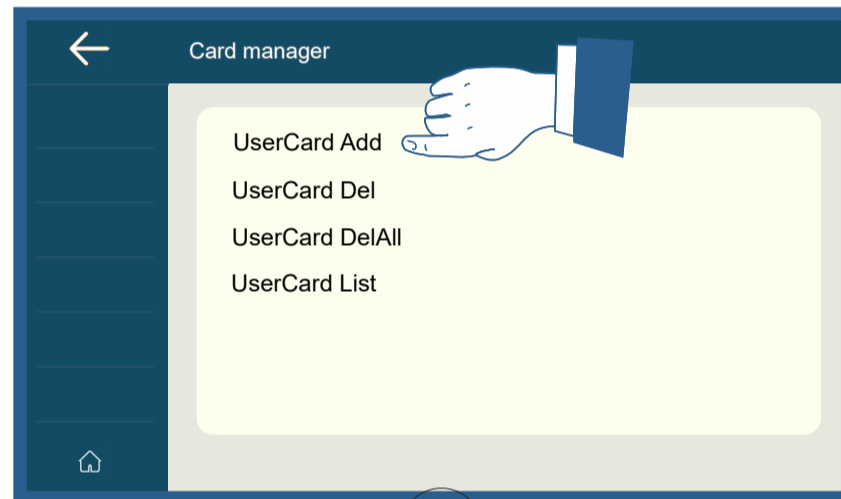 Card manager
UserCard Add
UserCard Del
UserCard DelAll
UserCard List